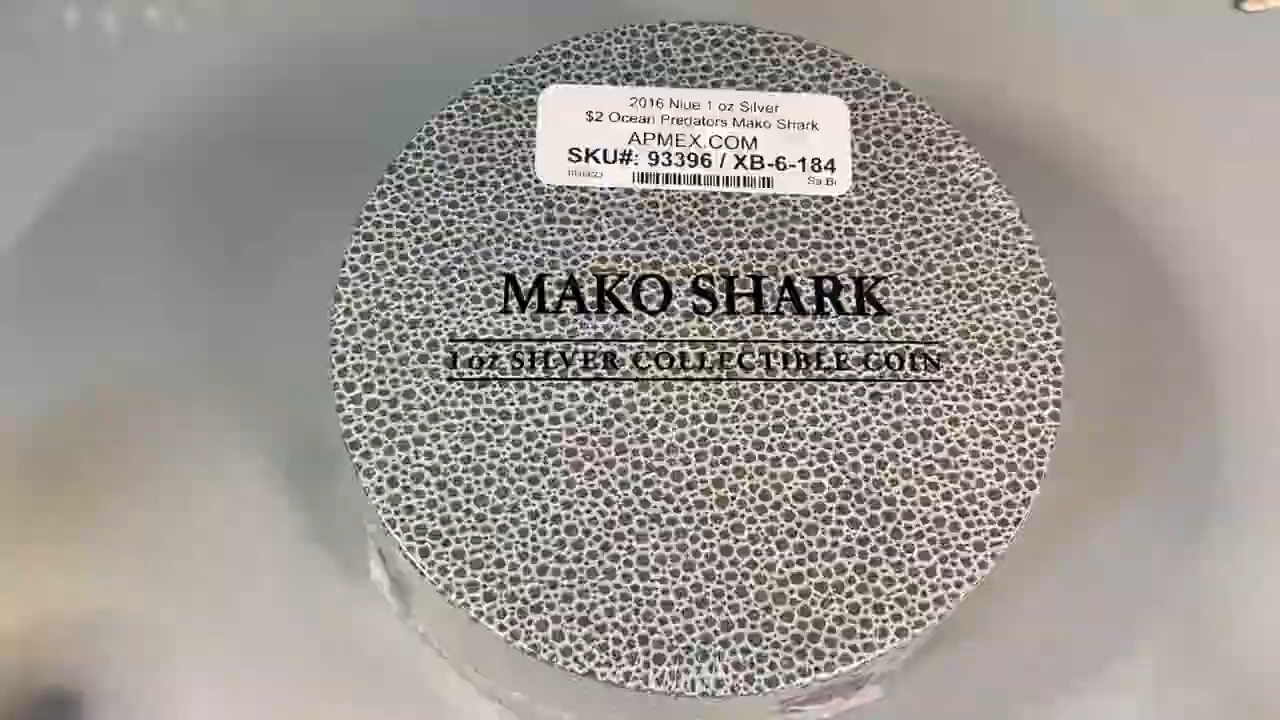 2016 Niue 1 oz Silver
$2 Ocean Predators Mako Shark
APMEX.COM
SKU#: 93396 / XB-6-184
MAKO SHARK
1 oz SILVER COLLECTIBLE COIN